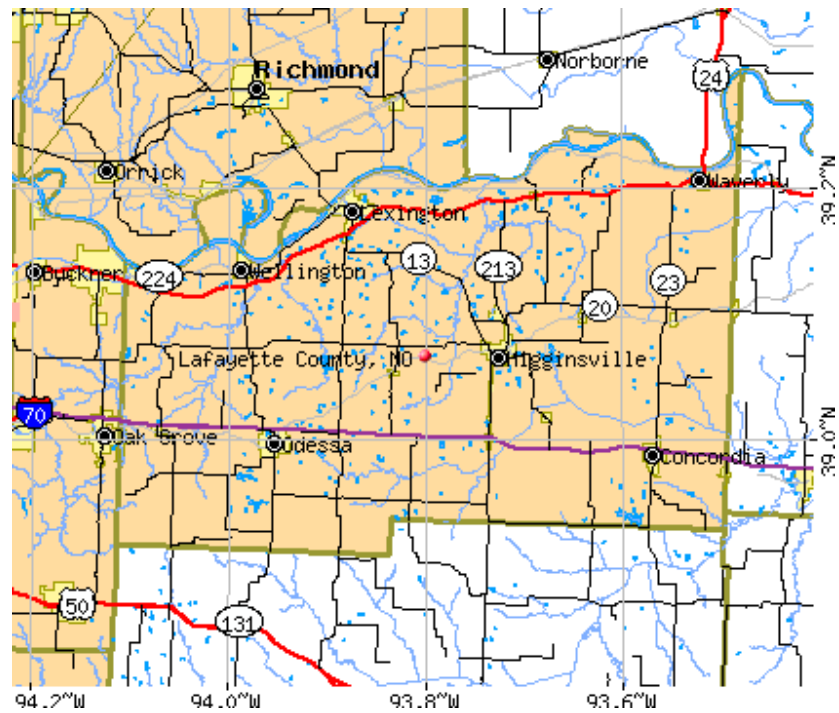 Richmond
Norborne
24
Orrick
Waverly
39.2°N
Lexington
13
213
Buckner
224
Wellington
23
20
Lafayette County, MO
Higginsville
70
Oak Grove
Odessa
39.0°N
Concordia
50
131
94.2°W
94.0°W
93.8°W
93.6°W